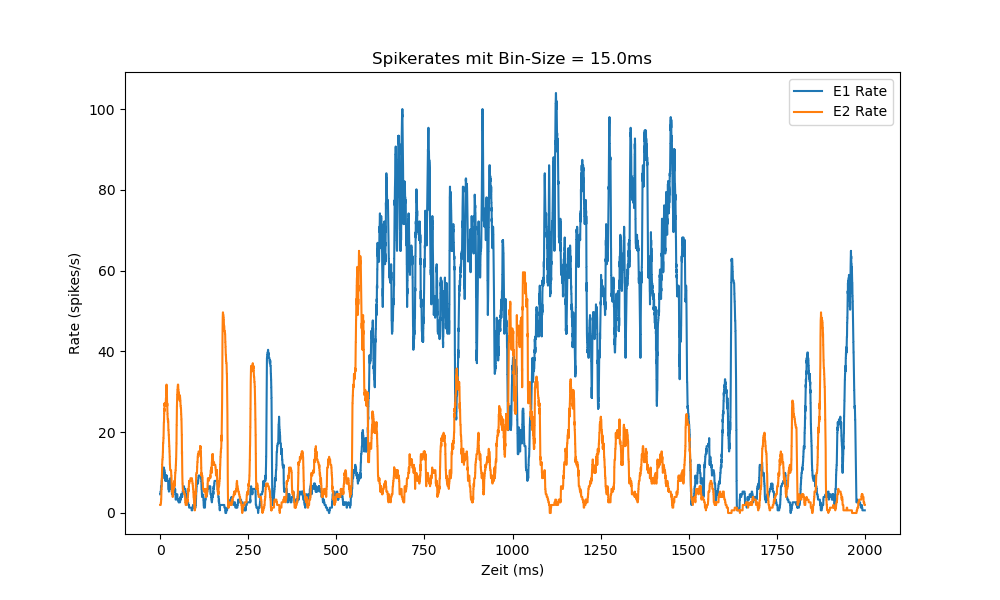 Spikerates mit Bin-Size = 15.0ms
E1 Rate
E2 Rate
100
80
60
40
20
0
Rate (spikes/s)
0 250 500 750 1000 1250 1500 1750 2000
Zeit (ms)